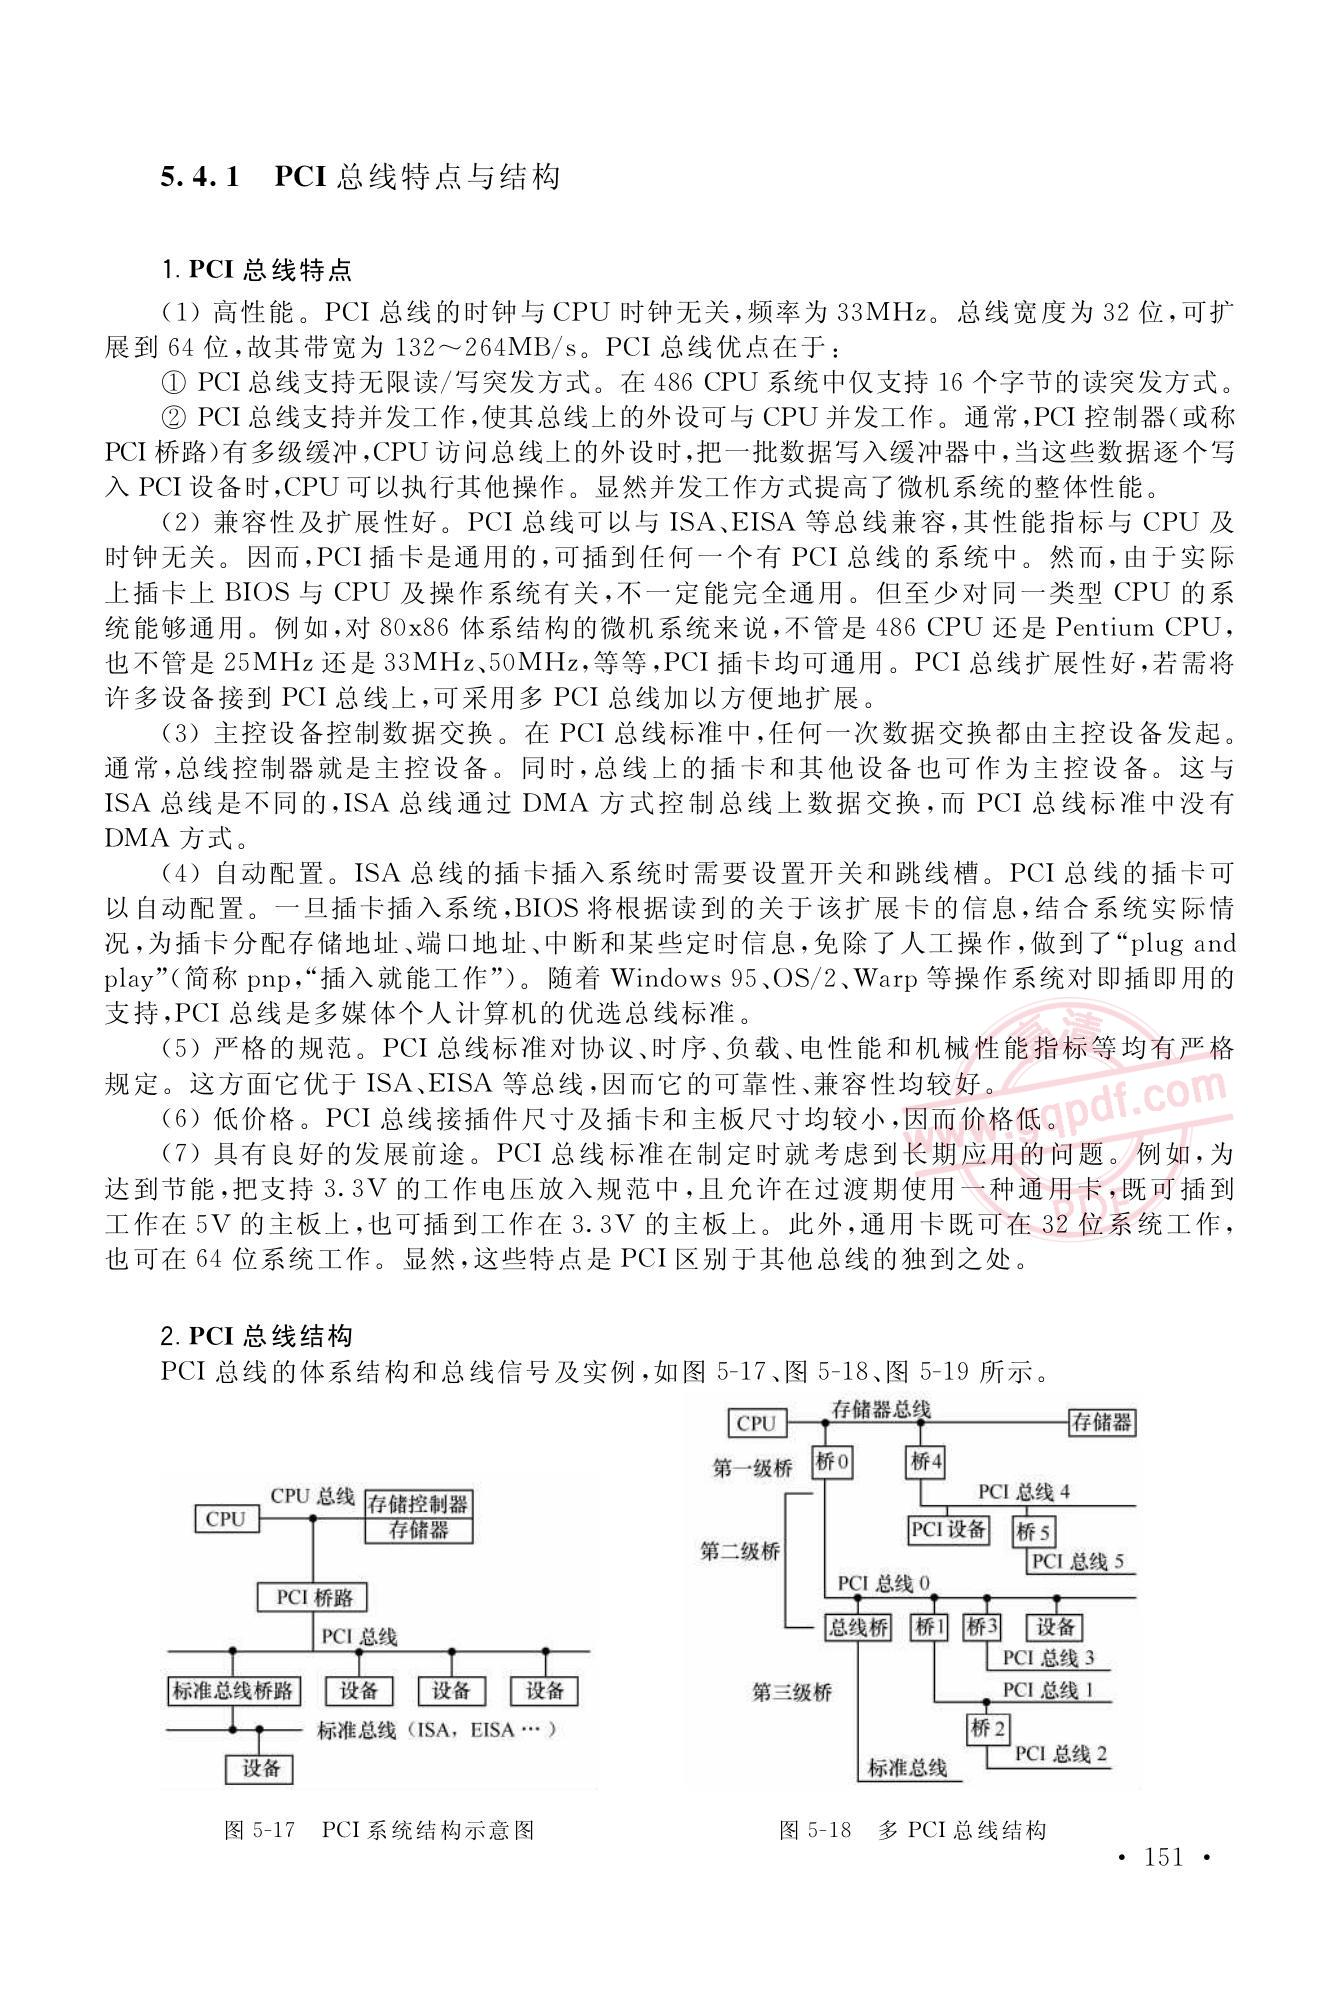 5.4.1 PCI 总线特点与结构
1. PCI 总线特点
(1) 高性能。PCI 总线的时钟与 CPU 时钟无关,频率为 33MHz。总线宽度为 32 位,可扩
展到 64 位,故其带宽为 132～264MB/s。PCI 总线优点在于:
① PCI 总线支持无限读/写突发方式。在 486 CPU 系统中仅支持 16 个字节的读突发方式。
② PCI 总线支持并发工作,使其总线上的外设可与 CPU 并发工作。通常,PCI 控制器(或称
PCI 桥路)有多级缓冲,CPU 访问总线上的外设时,把一批数据写入缓冲器中,当这些数据逐个写
入 PCI 设备时,CPU 可以执行其他操作。显然并发工作方式提高了微机系统的整体性能。
(2) 兼容性及扩展性好。PCI 总线可以与 ISA、EISA 等总线兼容,其性能指标与 CPU 及
时钟无关。因而,PCI 插卡是通用的,可插到任何一个有 PCI 总线的系统中。然而,由于实际
上插卡上 BIOS 与 CPU 及操作系统有关,不一定能完全通用。但至少对同一类型 CPU 的系
统能够通用。例如,对 80x86 体系结构的微机系统来说,不管是 486 CPU 还是 Pentium CPU,
也不管是 25MHz 还是 33MHz、50MHz,等等,PCI 插卡均可通用。PCI 总线扩展性好,若需将
许多设备接到 PCI 总线上,可采用多 PCI 总线加以方便地扩展。
(3) 主控设备控制数据交换。在 PCI 总线标准中,任何一次数据交换都由主控设备发起。
通常,总线控制器就是主控设备。同时,总线上的插卡和其他设备也可作为主控设备。这与
ISA 总线是不同的,ISA 总线通过 DMA 方式控制总线上数据交换,而 PCI 总线标准中没有
DMA 方式。
(4) 自动配置。ISA 总线的插卡插入系统时需要设置开关和跳线槽。PCI 总线的插卡可
以自动配置。一旦插卡插入系统,BIOS 将根据读到的关于该扩展卡的信息,结合系统实际情
况,为插卡分配存储地址、端口地址、中断和某些定时信息,免除了人工操作,做到了“plug and
play”(简称 pnp,“插入就能工作”)。随着 Windows 95、OS/2、Warp 等操作系统对即插即用的
支持,PCI 总线是多媒体个人计算机的优选总线标准。
(5) 严格的规范。PCI 总线标准对协议、时序、负载、电性能和机械性能指标等均有严格
规定。这方面它优于 ISA、EISA 等总线,因而它的可靠性、兼容性均较好。
(6) 低价格。PCI 总线接插件尺寸及插卡和主板尺寸均较小,因而价格低。
(7) 具有良好的发展前途。PCI 总线标准在制定时就考虑到长期应用的问题。例如,为
达到节能,把支持 3.3V 的工作电压放入规范中,且允许在过渡期使用一种通用卡,既可插到
工作在 5V 的主板上,也可插到工作在 3.3V 的主板上。此外,通用卡既可在 32 位系统工作,
也可在 64 位系统工作。显然,这些特点是 PCI 区别于其他总线的独到之处。
高清
www.gqpdf.com
PDF
2. PCI 总线结构
PCI 总线的体系结构和总线信号及实例,如图 5-17、图 5-18、图 5-19 所示。
CPU
CPU 总线
存储控制器
存储器
PCI 桥路
PCI 总线
标准总线桥路
设备
设备
设备
标准总线(ISA, EISA … )
设备
图 5-17 PCI 系统结构示意图
CPU
存储器总线
存储器
第一级桥
桥0
桥4
PCI 总线 4
PCI 设备
桥 5
第二级桥
PCI 总线 5
PCI 总线 0
总线桥
桥1
桥3
设备
PCI 总线 3
第三级桥
PCI 总线 1
桥 2
PCI 总线 2
标准总线
图 5-18 多 PCI 总线结构
· 151 ·